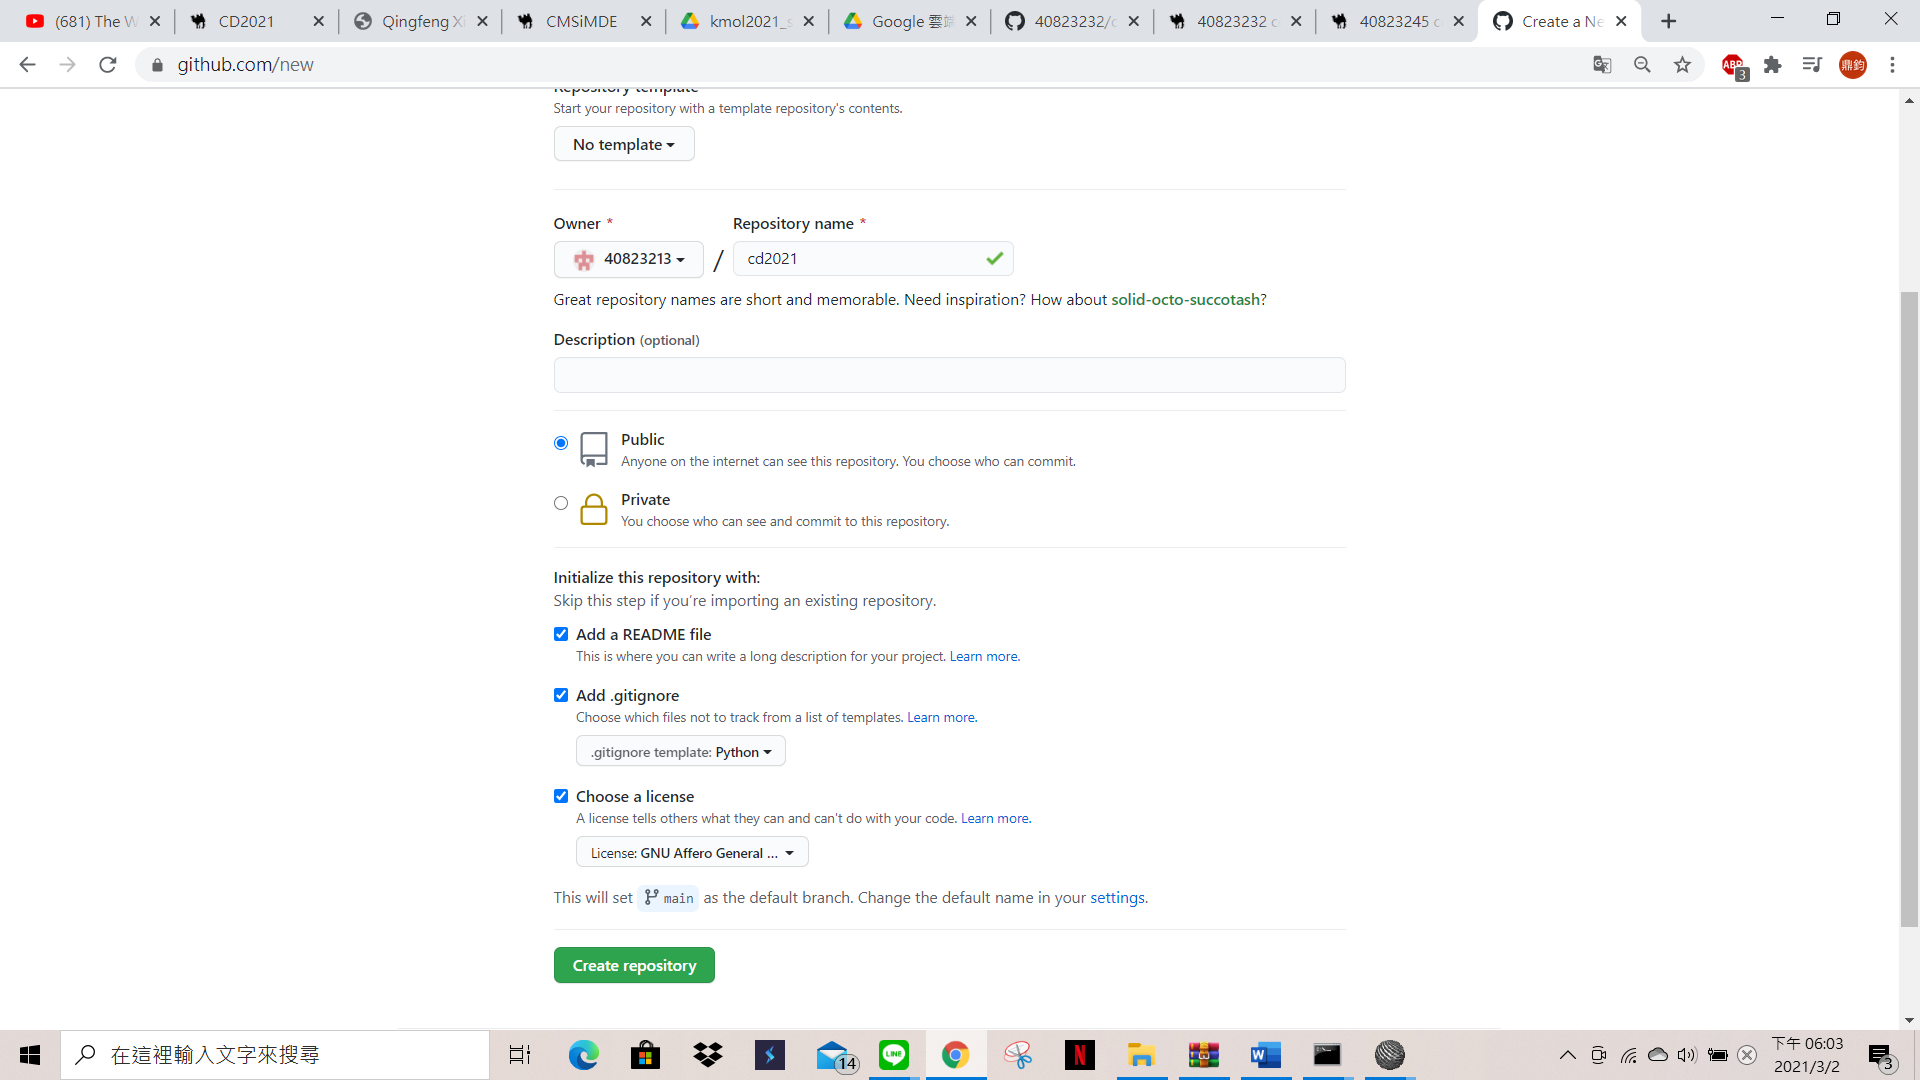 (681) The W
CD2021
Qingfeng Xi
CMSiMDE
kmol2021_s
Google 雲端
40823232/c
40823232 c
40823245 c
Create a Ne
github.com/new
ABP
3
鼎鈞
Repository template
Start your repository with a template repository's contents.
No template
Owner *
Repository name *
40823213
/
cd2021
Great repository names are short and memorable. Need inspiration? How about solid-octo-succotash?
Description (optional)
Public
Anyone on the internet can see this repository. You choose who can commit.
Private
You choose who can see and commit to this repository.
Initialize this repository with:
Skip this step if you're importing an existing repository.
Add a README file
This is where you can write a long description for your project. Learn more.
Add .gitignore
Choose which files not to track from a list of templates. Learn more.
.gitignore template: Python
Choose a license
A license tells others what they can and can't do with your code. Learn more.
License: GNU Affero General ...
This will set main as the default branch. Change the default name in your settings.
Create repository
在這裡輸入文字來搜尋
14
LINE
N
W
下午 06:03
2021/3/2
3